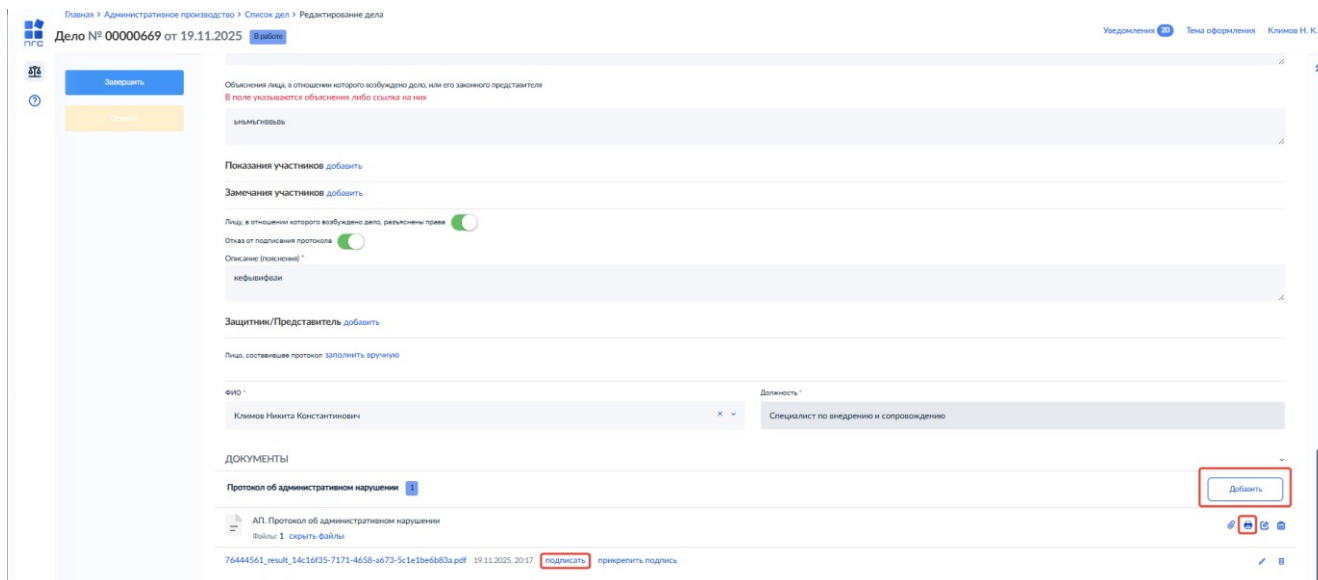 Главная > Административное производство > Список дел > Редактирование дела
Дело № 00000669 от 19.11.2025 В работе
Уведомления 20 Тема оформления Климов Н. К.
пгс
Завершить
Отмена
Объяснения лица, в отношении которого возбуждено дело, или его законного представителя
В поле указываются объяснения либо ссылка на них
Показания участников добавить
Замечания участников добавить
Лицу, в отношении которого возбуждено дело, разъяснены права
Отказ от подписания протокола
Описание (пояснения) *
кефывифваи
Защитник/Представитель добавить
Лицо, составившее протокол заполнить вручную
ФИО *
Должность *
Климов Никита Константинович
Специалист по внедрению и сопровождению
ДОКУМЕНТЫ
Протокол об административном нарушении 1
Добавить
АП. Протокол об административном нарушении
Файлы: 1 скрыть файлы
76444561_result_14c16f35-7171-4658-a673-5c1e1be6b83a.pdf 19.11.2025, 20:17 подписать прикрепить подпись